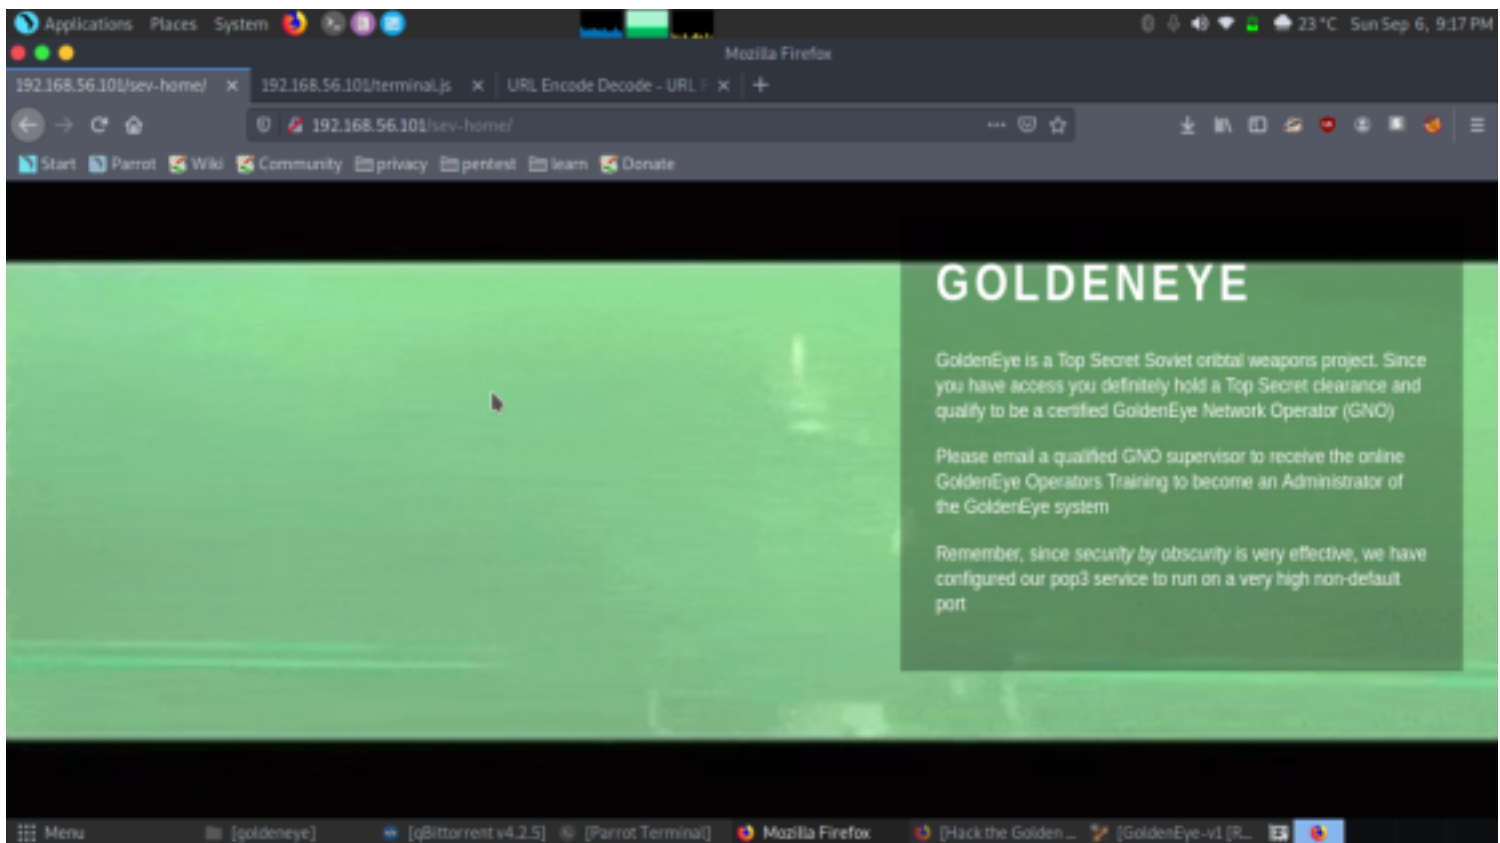 Applications Places System 23 °C Sun Sep 6, 9:17 PM
Mozilla Firefox
192.168.56.101/sev-home/ 192.168.56.101/terminal.js URL Encode Decode - URL
192.168.56.101/sev-home/
Start Parrot Wiki Community privacy pentest learn Donate
GOLDENEYE
GoldenEye is a Top Secret Soviet oribtal weapons project. Since
you have access you definitely hold a Top Secret clearance and
qualify to be a certified GoldenEye Network Operator (GNO)
Please email a qualified GNO supervisor to receive the online
GoldenEye Operators Training to become an Administrator of
the GoldenEye system
Remember, since security by obscurity is very effective, we have
configured our pop3 service to run on a very high non-default
port
Menu [goldeneye] [qBittorrent v4.2.5] [Parrot Terminal] Mozilla Firefox [Hack the Golden ... [GoldenEye-v1 [R...